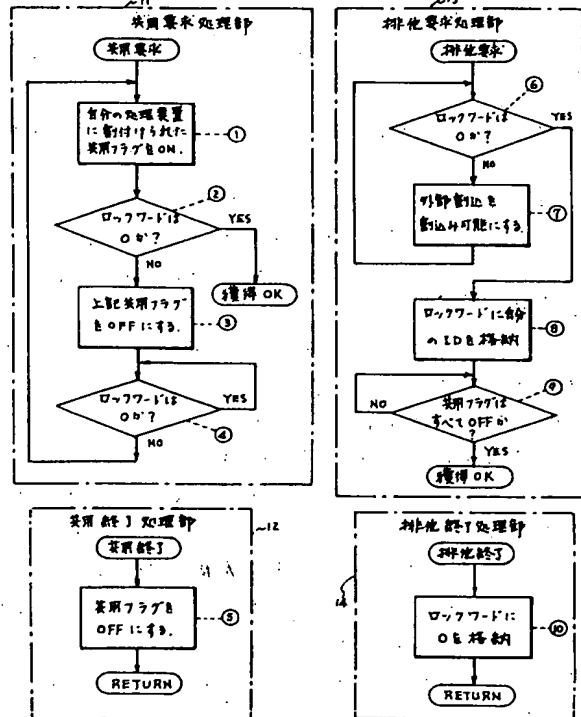 11
共用要求処理部
共用要求
自分の処理装置
に割付けられた
共用フラグをON.
①
②
ロックワードは
0か?
YES
NO
獲得OK
上記共用フラグ
をOFFにする.
③
ロックワードは
0か?
YES
NO
④
13
排他要求処理部
排他要求
⑥
ロックワードは
0か?
YES
NO
外部割込を
割込み可能にする.
⑦
ロックワードに自分
のIDを格納
⑧
⑨
共用フラグは
すべてOFFか
?
NO
YES
獲得OK
共用終了処理部
12
共用終了
共用フラグを
OFFにする.
⑤
RETURN
排他終了処理部
14
排他終了
ロックワードに
0を格納
⑩
RETURN